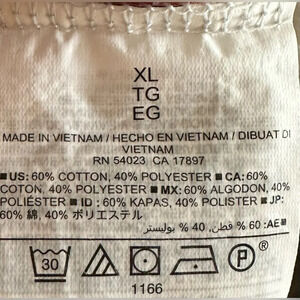 XL
TG
EG
MADE IN VIETNAM / HECHO EN VIETNAM / DIBUAT DI
VIETNAM
RN 54023 CA 17897
■US: 60% COTTON, 40% POLYESTER ■ CA: 60%
COTON, 40% POLYESTER ■ MX: 60% ALGODON, 40%
POLIÉSTER ■ ID : 60% KAPAS, 40% POLISTER ■ JP:
60% 綿, 40% ポリエステル
■AE: 60 % قطن, 40 % بوليستر
30
1166